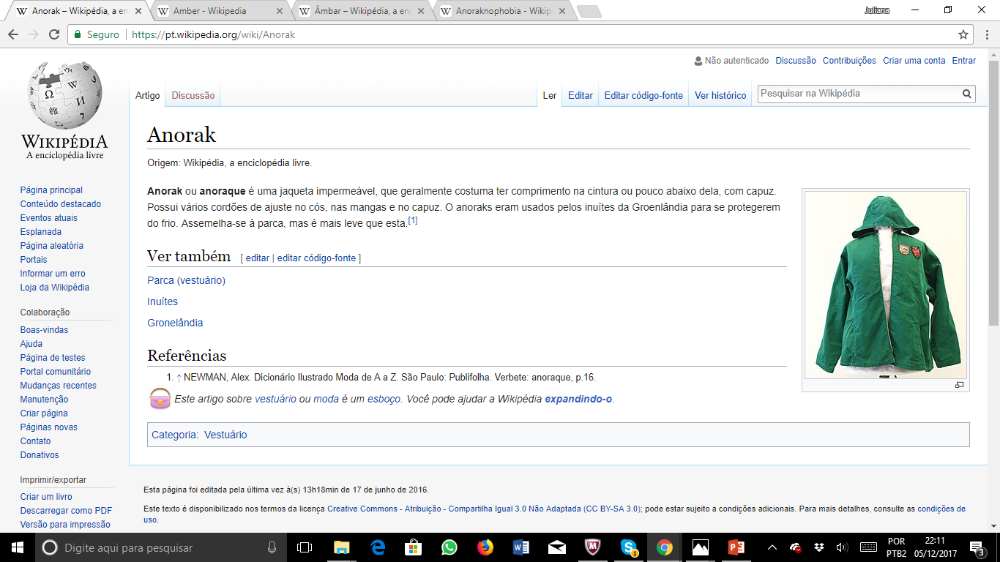 Anorak – Wikipédia, a en
Amber - Wikipedia
Âmbar – Wikipédia, a en
Anoraknophobia - Wikip
Juliana
Seguro
https://pt.wikipedia.org/wiki/Anorak
Não autenticado Discussão Contribuições Criar uma conta Entrar
Artigo Discussão Ler Editar Editar código-fonte Ver histórico Pesquisar na Wikipédia
WIKIPÉDIA
A enciclopédia livre
Página principal
Conteúdo destacado
Eventos atuais
Esplanada
Página aleatória
Portais
Informar um erro
Loja da Wikipédia
Colaboração
Boas-vindas
Ajuda
Página de testes
Portal comunitário
Mudanças recentes
Manutenção
Criar página
Páginas novas
Contato
Donativos
Imprimir/exportar
Criar um livro
Descarregar como PDF
Versão para impressão
Anorak
Origem: Wikipédia, a enciclopédia livre.
Anorak ou anoraque é uma jaqueta impermeável, que geralmente costuma ter comprimento na cintura ou pouco abaixo dela, com capuz.
Possui vários cordões de ajuste no cós, nas mangas e no capuz. O anoraks eram usados pelos inuítes da Groenlândia para se protegerem
do frio. Assemelha-se à parca, mas é mais leve que esta.[1]
Ver também [ editar | editar código-fonte ]
Parca (vestuário)
Inuítes
Gronelândia
Referências
1. ↑ NEWMAN, Alex. Dicionário Ilustrado Moda de A a Z. São Paulo: Publifolha. Verbete: anoraque, p.16.
Este artigo sobre vestuário ou moda é um esboço. Você pode ajudar a Wikipédia expandindo-o.
Categoria: Vestuário
Esta página foi editada pela última vez à(s) 13h18min de 17 de junho de 2016.
Este texto é disponibilizado nos termos da licença Creative Commons - Atribuição - Compartilha Igual 3.0 Não Adaptada (CC BY-SA 3.0); pode estar sujeito a condições adicionais. Para mais detalhes, consulte as condições de
uso.
Digite aqui para pesquisar
POR
PTB2
22:11
05/12/2017
3